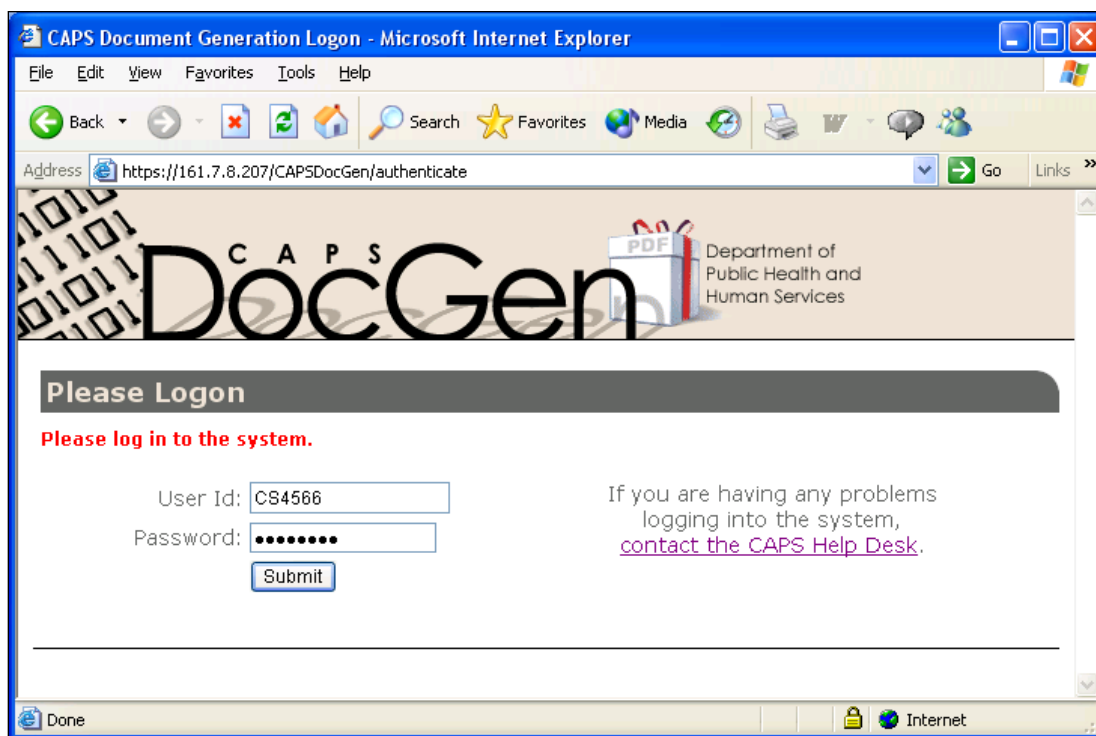 CAPS Document Generation Logon - Microsoft Internet Explorer
File Edit View Favorites Tools Help
Back Search Favorites Media W
Address https://161.7.8.207/CAPSDocGen/authenticate Go Links »
CAPS
DocGen
PDF
Department of
Public Health and
Human Services
Please Logon
Please log in to the system.
User Id: CS4566
Password: ••••••••
Submit
If you are having any problems
logging into the system,
contact the CAPS Help Desk.
Done Internet